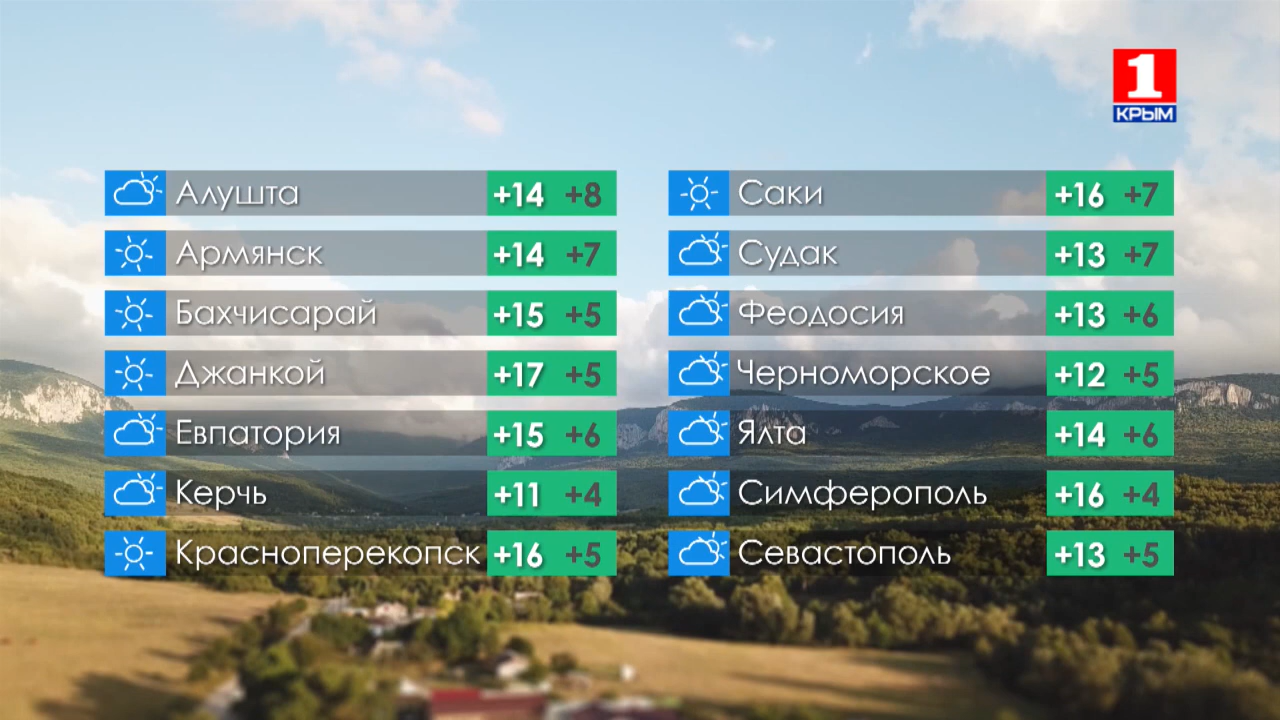 1
КРЫМ
Алушта +14 +8
Армянск +14 +7
Бахчисарай +15 +5
Джанкой +17 +5
Евпатория +15 +6
Керчь +11 +4
Красноперекопск +16 +5
Саки +16 +7
Судак +13 +7
Феодосия +13 +6
Черноморское +12 +5
Ялта +14 +6
Симферополь +16 +4
Севастополь +13 +5